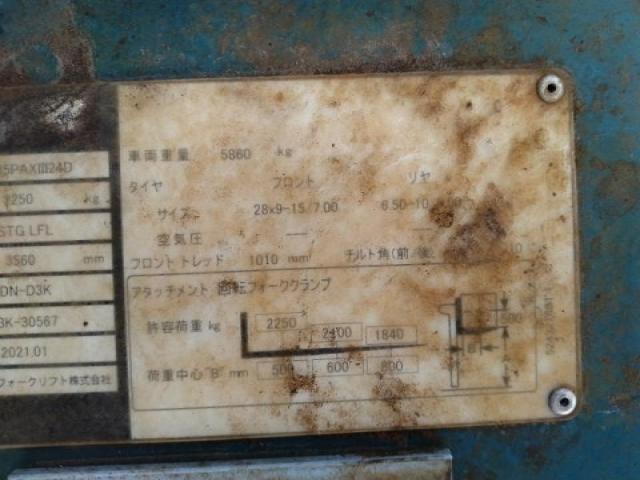 5PAXⅢ24D
2250 kg
STG LFL
3560 mm
DN-D3K
3K-30567
2021.01
フォークリフト株式会社
車両重量 5860 kg
タイヤ フロント リヤ
サイズ 28x9-15/7.00 6.50-10
空気圧 — —
フロントトレッド 1010 mm チルト角(前/後)
アタッチメント 回転フォーククランプ
許容荷重 kg 2250 2100 1840
荷重中心 B mm 500 600 800
500
B